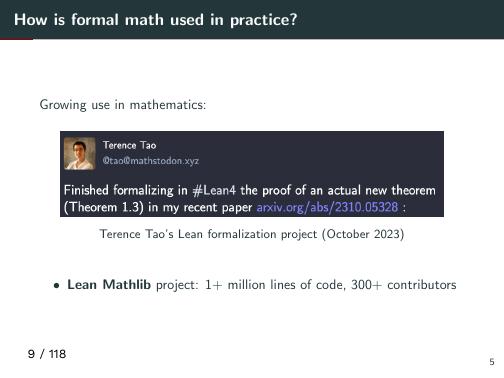 How is formal math used in practice?
Growing use in mathematics:
Terence Tao
@tao@mathstodon.xyz
Finished formalizing in #Lean4 the proof of an actual new theorem
(Theorem 1.3) in my recent paper arxiv.org/abs/2310.05328 :
Terence Tao's Lean formalization project (October 2023)
• Lean Mathlib project: 1+ million lines of code, 300+ contributors
9 / 118
5